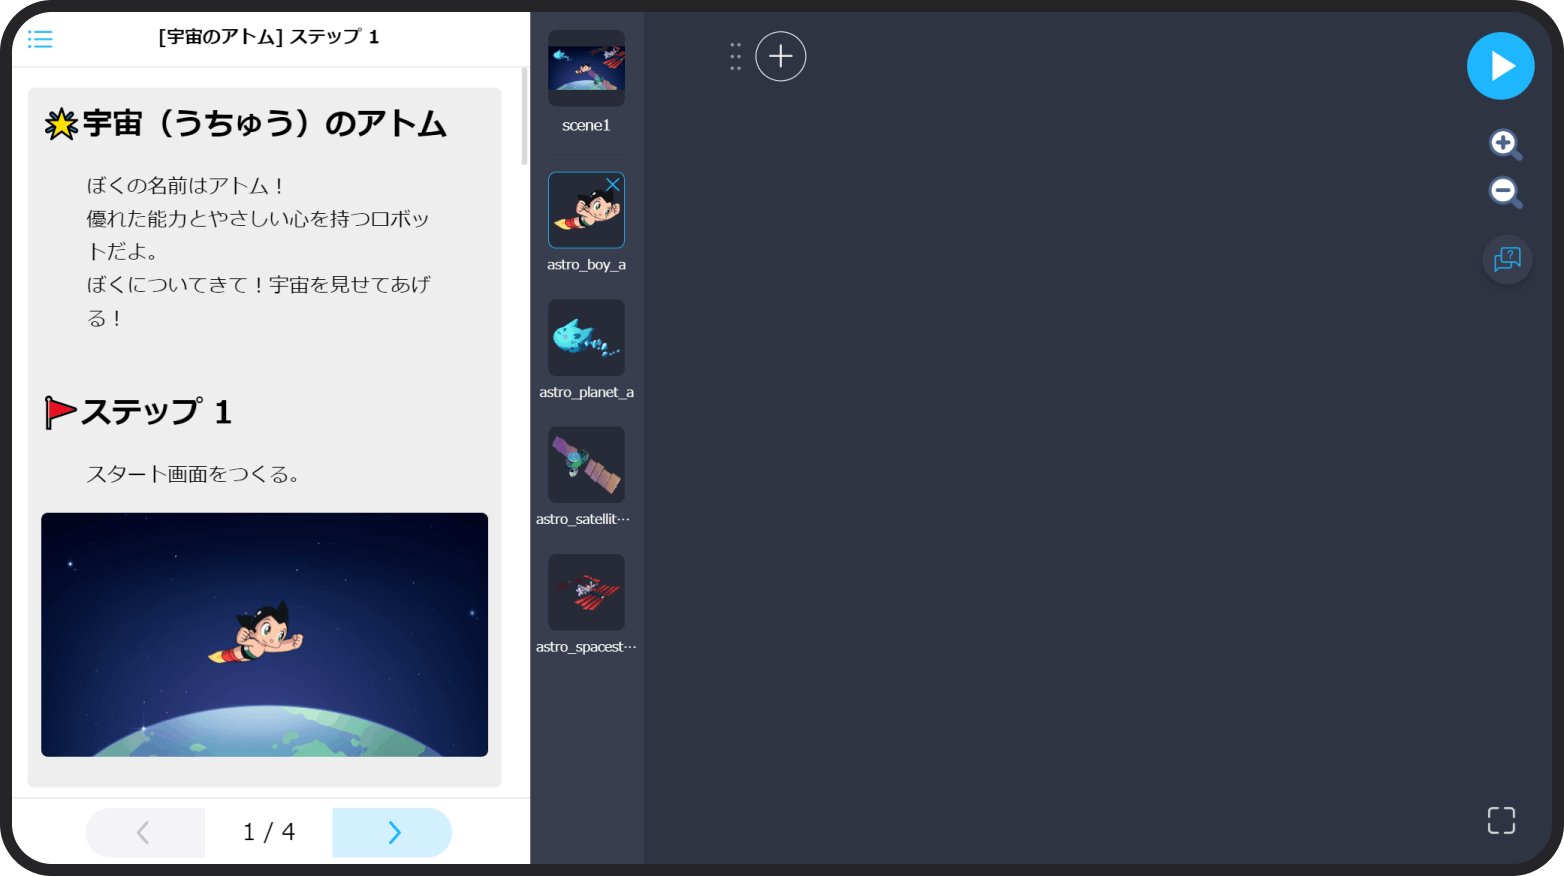 [宇宙のアトム] ステップ 1
宇宙（うちゅう）のアトム
ぼくの名前はアトム！
優れた能力とやさしい心を持つロボッ
トだよ。
ぼくについてきて！宇宙を見せてあげ
る！
ステップ 1
スタート画面をつくる。
1 / 4
scene1
astro_boy_a
astro_planet_a
astro_satellit…
astro_spacest…